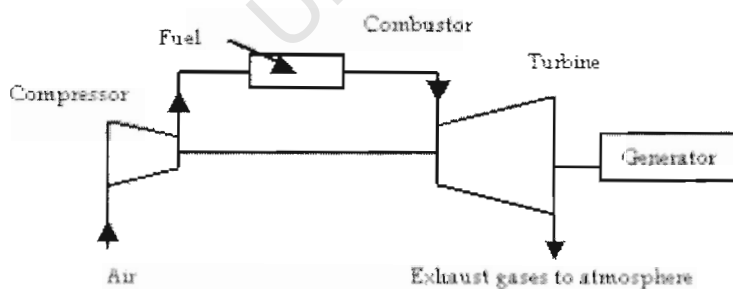 Fuel
Combustor
Turbine
Compressor
Generator
Air
Exhaust gases to atmosphere